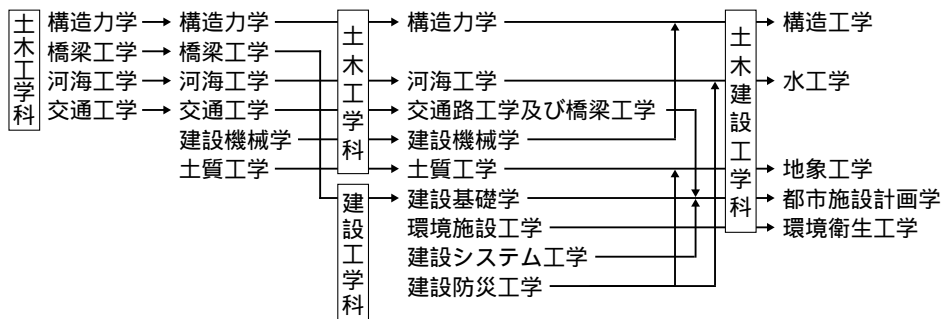 土木工学科
構造力学
橋梁工学
河海工学
交通工学
構造力学
橋梁工学
河海工学
交通工学
建設機械学
土質工学
土木工学科
建設工学科
構造力学
河海工学
交通路工学及び橋梁工学
建設機械学
土質工学
建設基礎学
環境施設工学
建設システム工学
建設防災工学
土木建設工学科
構造工学
水工学
地象工学
都市施設計画学
環境衛生工学